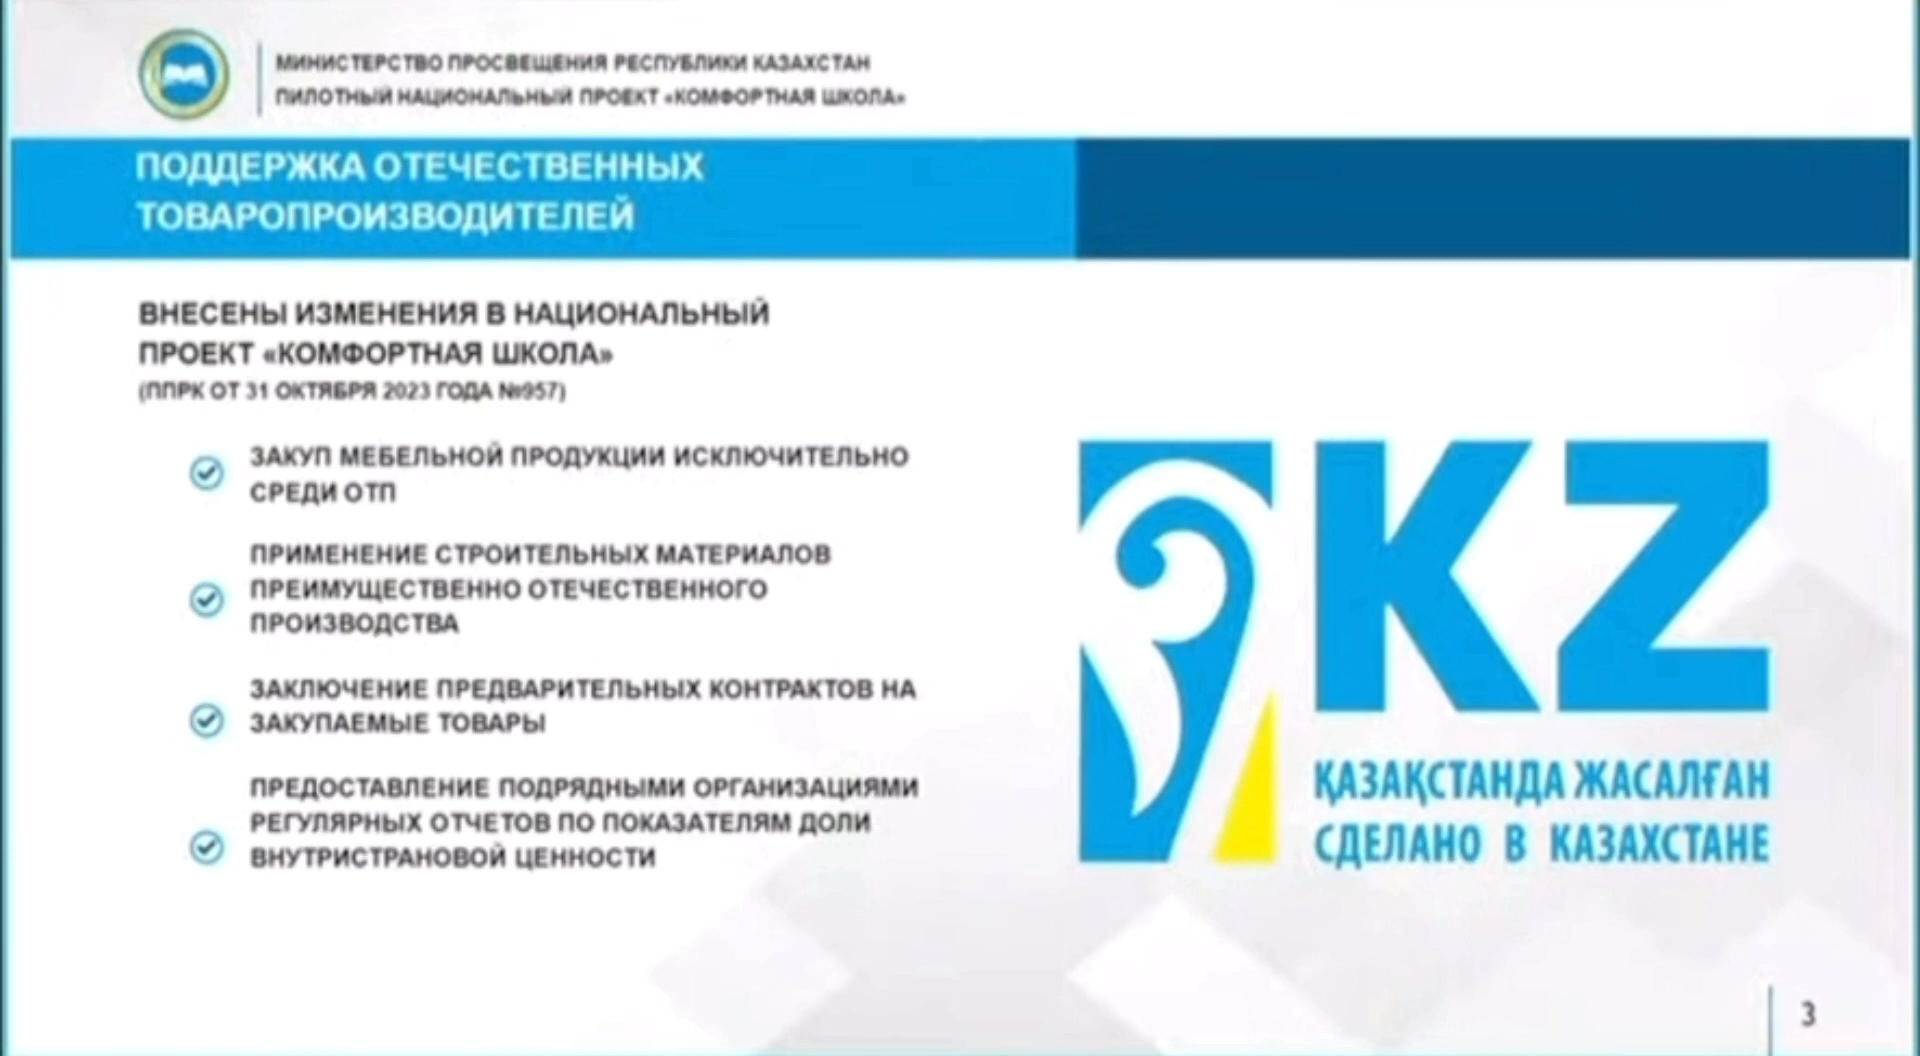 МИНИСТЕРСТВО ПРОСВЕЩЕНИЯ РЕСПУБЛИКИ КАЗАХСТАН
ПИЛОТНЫЙ НАЦИОНАЛЬНЫЙ ПРОЕКТ «КОМФОРТНАЯ ШКОЛА»
ПОДДЕРЖКА ОТЕЧЕСТВЕННЫХ
ТОВАРОПРОИЗВОДИТЕЛЕЙ
ВНЕСЕНЫ ИЗМЕНЕНИЯ В НАЦИОНАЛЬНЫЙ
ПРОЕКТ «КОМФОРТНАЯ ШКОЛА»
(ППРК ОТ 31 ОКТЯБРЯ 2023 ГОДА №957)
ЗАКУП МЕБЕЛЬНОЙ ПРОДУКЦИИ ИСКЛЮЧИТЕЛЬНО
СРЕДИ ОТП
ПРИМЕНЕНИЕ СТРОИТЕЛЬНЫХ МАТЕРИАЛОВ
ПРЕИМУЩЕСТВЕННО ОТЕЧЕСТВЕННОГО
ПРОИЗВОДСТВА
ЗАКЛЮЧЕНИЕ ПРЕДВАРИТЕЛЬНЫХ КОНТРАКТОВ НА
ЗАКУПАЕМЫЕ ТОВАРЫ
ПРЕДОСТАВЛЕНИЕ ПОДРЯДНЫМИ ОРГАНИЗАЦИЯМИ
РЕГУЛЯРНЫХ ОТЧЕТОВ ПО ПОКАЗАТЕЛЯМ ДОЛИ
ВНУТРИСТРАНОВОЙ ЦЕННОСТИ
KZ
ҚАЗАҚСТАНДА ЖАСАЛҒАН
СДЕЛАНО В КАЗАХСТАНЕ
3